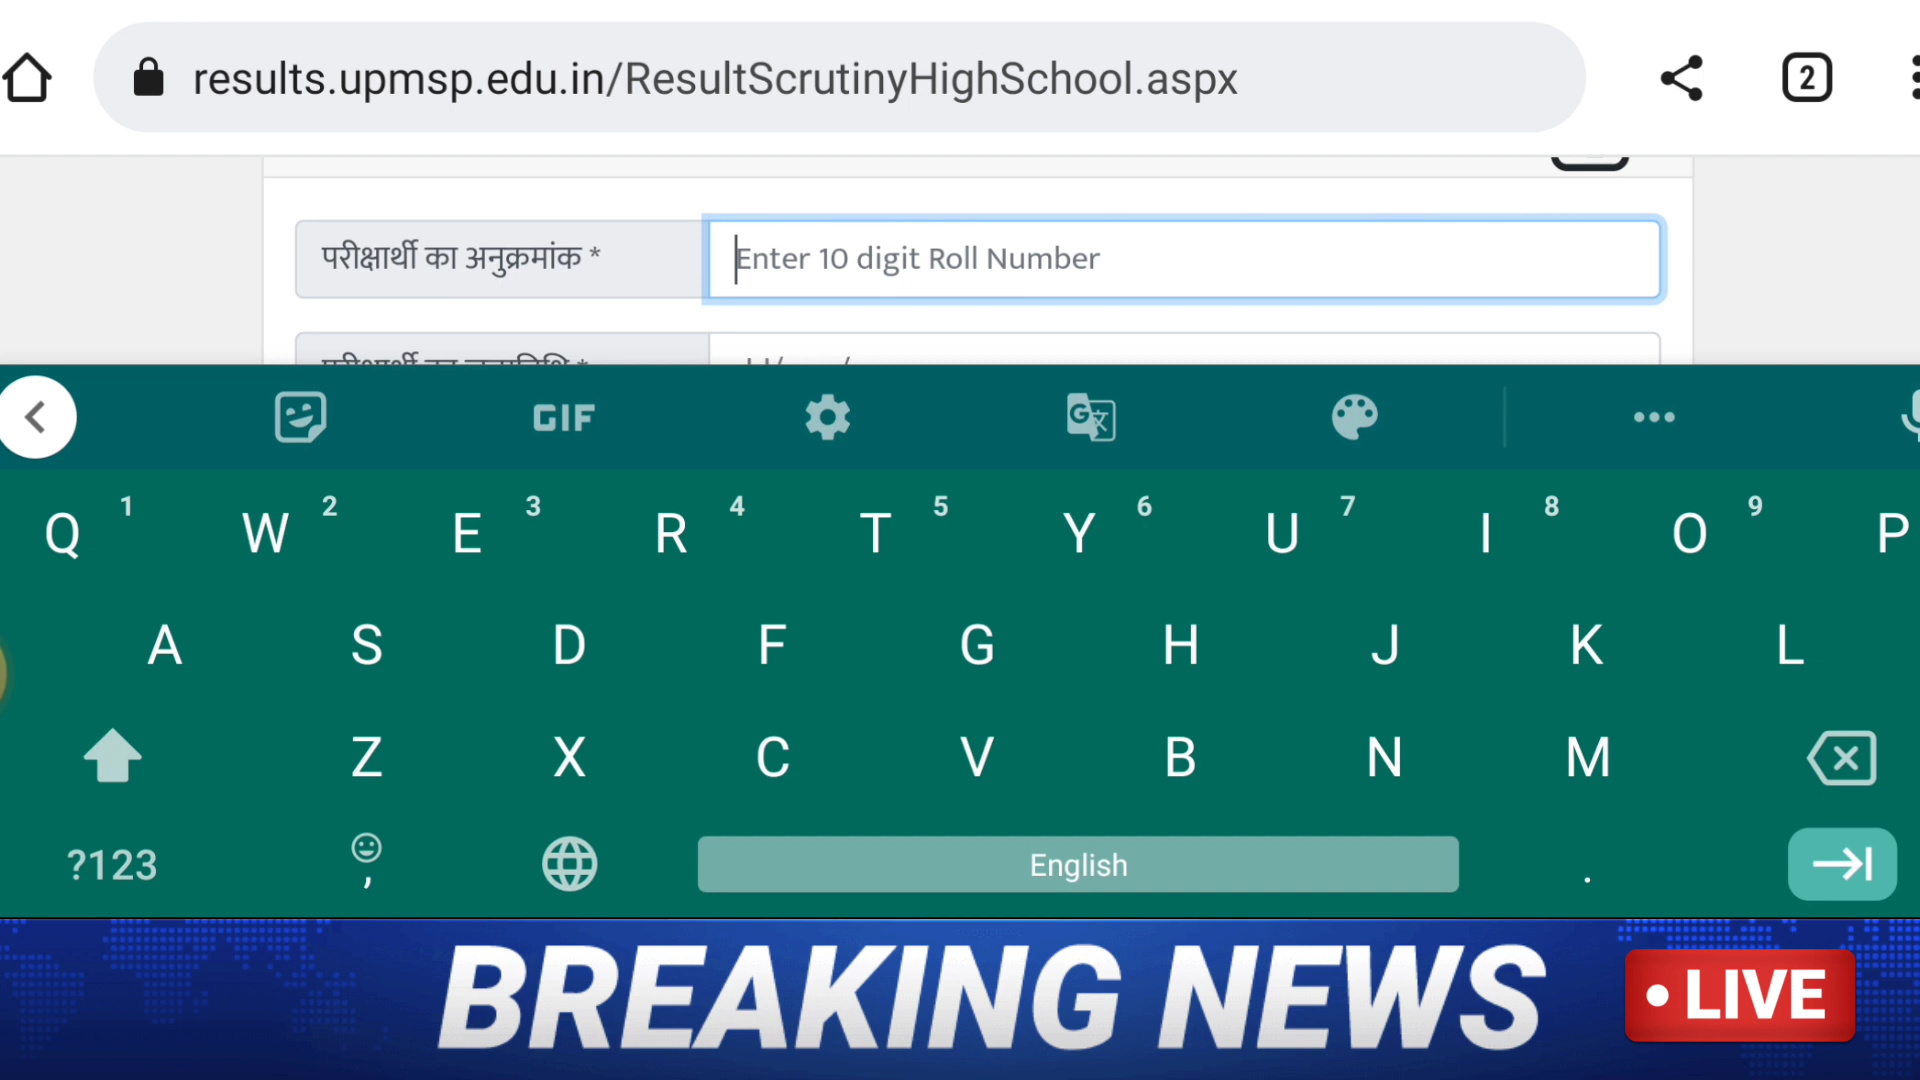 results.upmsp.edu.in/ResultScrutinyHighSchool.aspx
2
परीक्षार्थी का अनुक्रमांक *
Enter 10 digit Roll Number
GIF
G
Q 1 W 2 E 3 R 4 T 5 Y 6 U 7 I 8 O 9 P
A S D F G H J K L
Z X C V B N M
?123 , English .
BREAKING NEWS
• LIVE